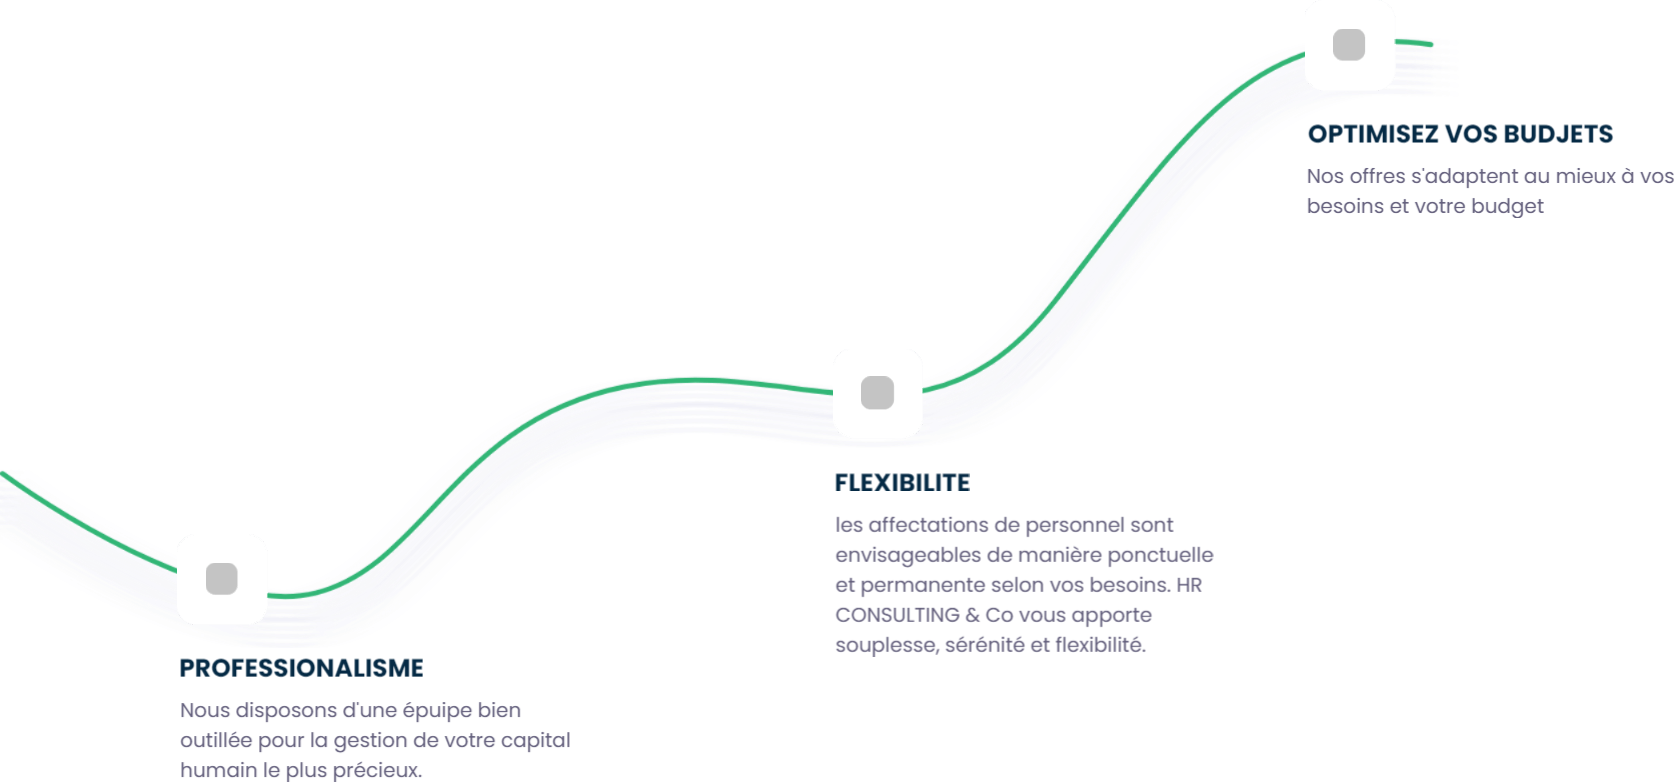 OPTIMISEZ VOS BUDJETS
Nos offres s'adaptent au mieux à vos
besoins et votre budget
FLEXIBILITE
les affectations de personnel sont
envisageables de manière ponctuelle
et permanente selon vos besoins. HR
CONSULTING & Co vous apporte
souplesse, sérénité et flexibilité.
PROFESSIONALISME
Nous disposons d'une épuipe bien
outillée pour la gestion de votre capital
humain le plus précieux.